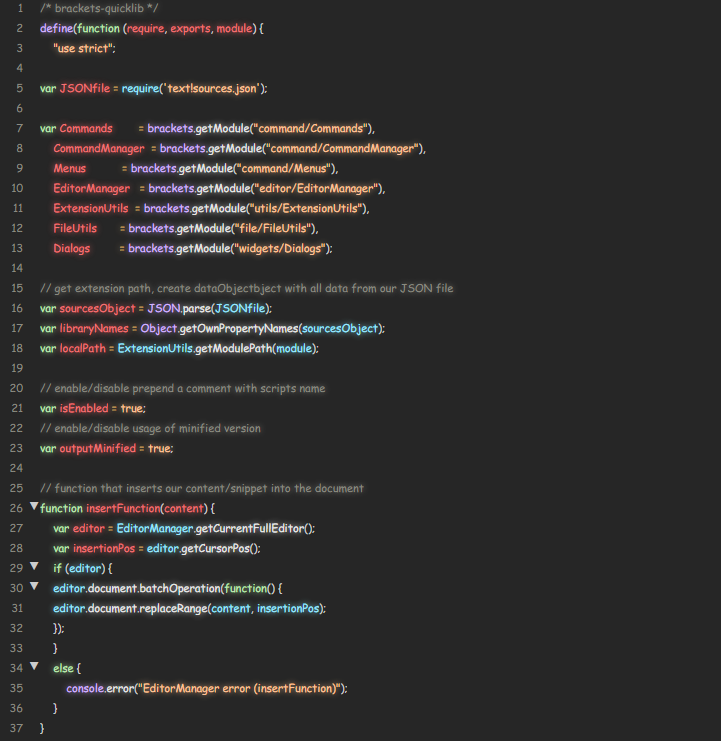 1 /* brackets-quicklib */
2 define(function (require, exports, module) {
3 "use strict";
4
5 var JSONfile = require('text!sources.json');
6
7 var Commands = brackets.getModule("command/Commands"),
8 CommandManager = brackets.getModule("command/CommandManager"),
9 Menus = brackets.getModule("command/Menus"),
10 EditorManager = brackets.getModule("editor/EditorManager"),
11 ExtensionUtils = brackets.getModule("utils/ExtensionUtils"),
12 FileUtils = brackets.getModule("file/FileUtils"),
13 Dialogs = brackets.getModule("widgets/Dialogs");
14
15 // get extension path, create dataObjectbject with all data from our JSON file
16 var sourcesObject = JSON.parse(JSONfile);
17 var libraryNames = Object.getOwnPropertyNames(sourcesObject);
18 var localPath = ExtensionUtils.getModulePath(module);
19
20 // enable/disable prepend a comment with scripts name
21 var isEnabled = true;
22 // enable/disable usage of minified version
23 var outputMinified = true;
24
25 // function that inserts our content/snippet into the document
26 function insertFunction(content) {
27 var editor = EditorManager.getCurrentFullEditor();
28 var insertionPos = editor.getCursorPos();
29 if (editor) {
30 editor.document.batchOperation(function() {
31 editor.document.replaceRange(content, insertionPos);
32 });
33 }
34 else {
35 console.error("EditorManager error (insertFunction)");
36 }
37 }